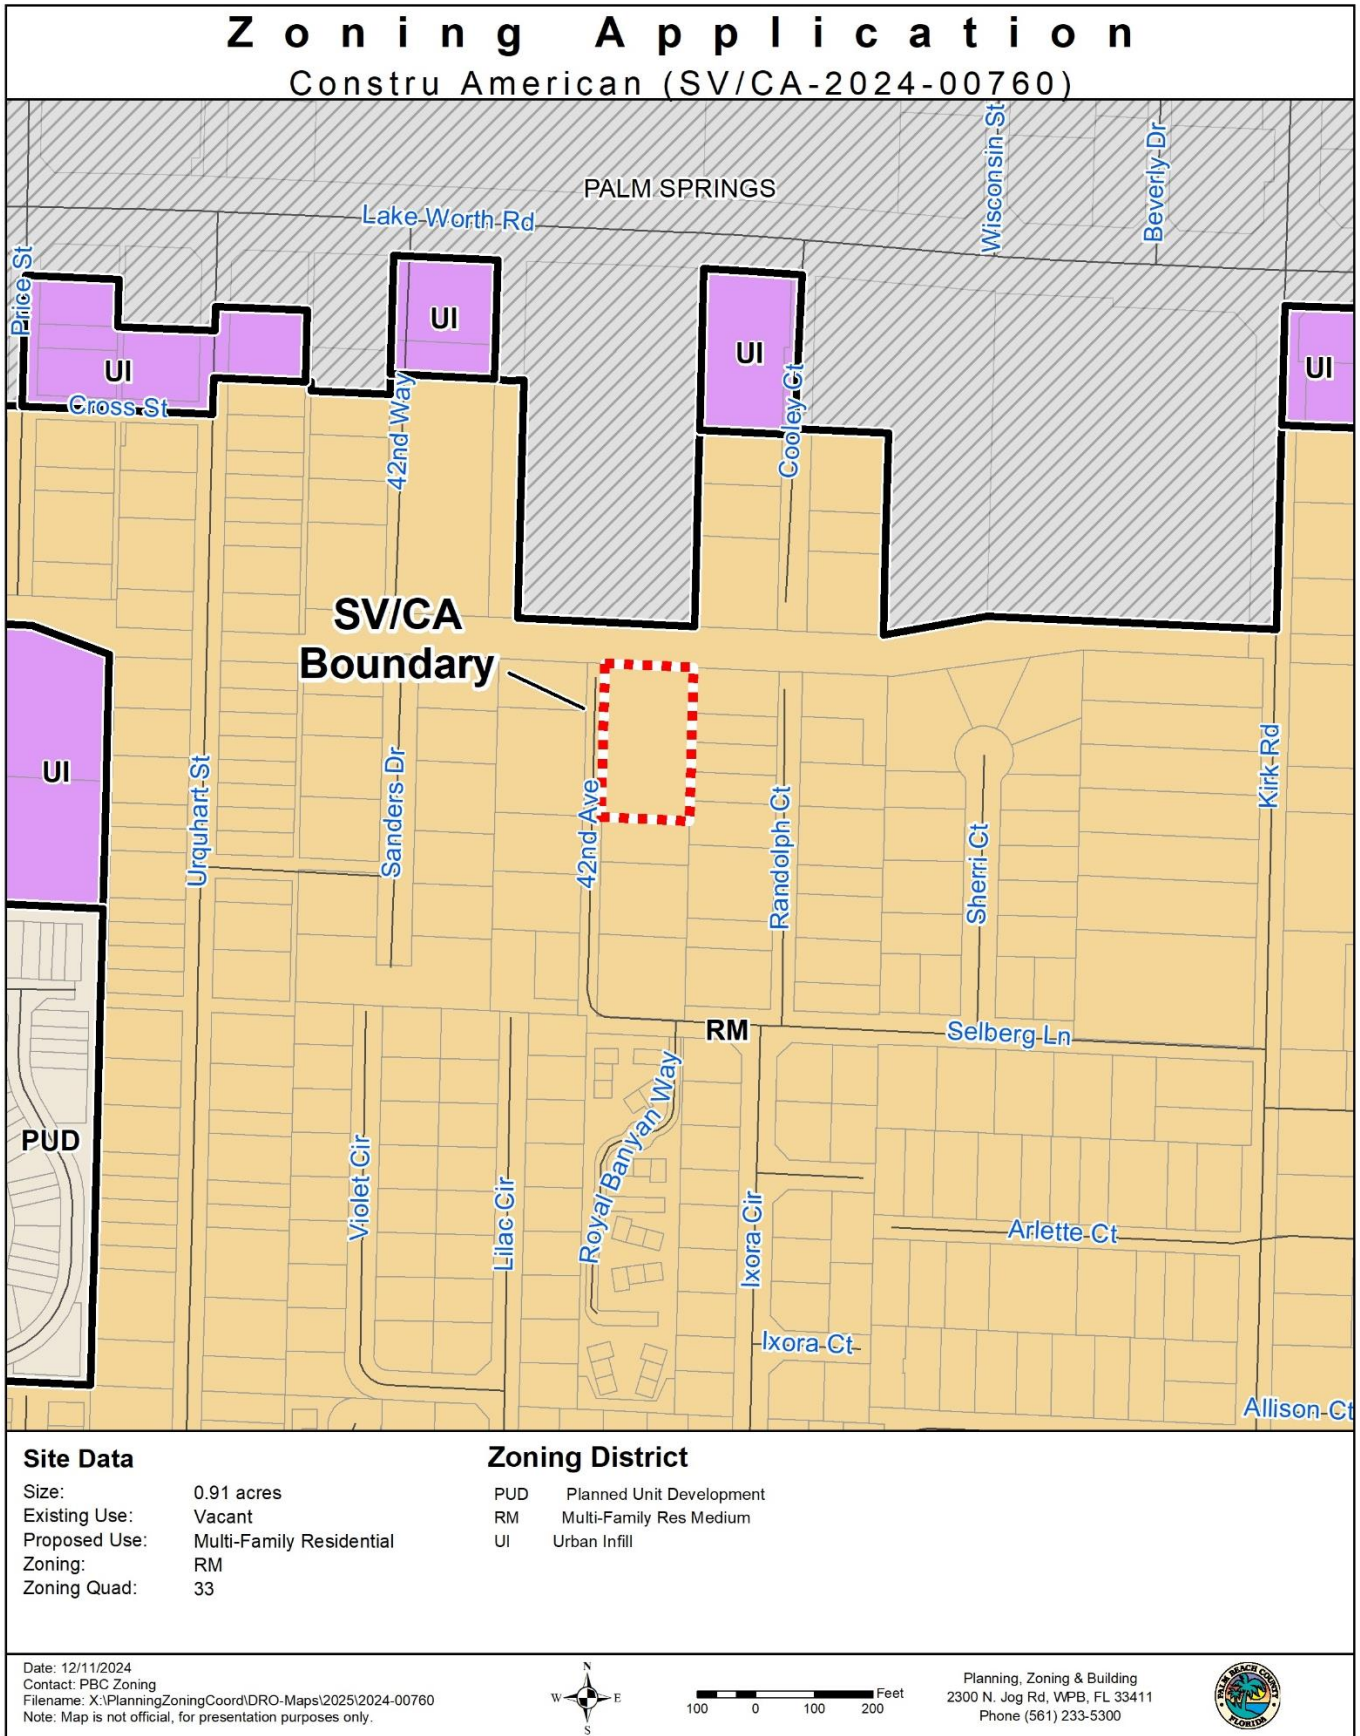 Zoning Application
Constru American (SV/CA-2024-00760)
Wisconsin St
Beverly Dr
PALM SPRINGS
Lake Worth Rd
Price St
UI
UI
UI
UI
Cross St
42nd Way
Cooley Ct
SV/CA
Boundary
UI
Urquhart St
Sanders Dr
42nd Ave
Randolph Ct
Sherri Ct
Kirk Rd
RM
Selberg Ln
PUD
Violet Cir
Lilac Cir
Royal Banyan Way
Ixora Cir
Arlette Ct
Ixora Ct
Allison Ct
Site Data
Size: 0.91 acres
Existing Use: Vacant
Proposed Use: Multi-Family Residential
Zoning: RM
Zoning Quad: 33
Zoning District
PUD Planned Unit Development
RM Multi-Family Res Medium
UI Urban Infill
Date: 12/11/2024
Contact: PBC Zoning
Filename: X:\PlanningZoningCoord\DRO-Maps\2025\2024-00760
Note: Map is not official, for presentation purposes only.
N
W E
S
Feet
100 0 100 200
Planning, Zoning & Building
2300 N. Jog Rd, WPB, FL 33411
Phone (561) 233-5300
PALM BEACH COUNTY
FLORIDA